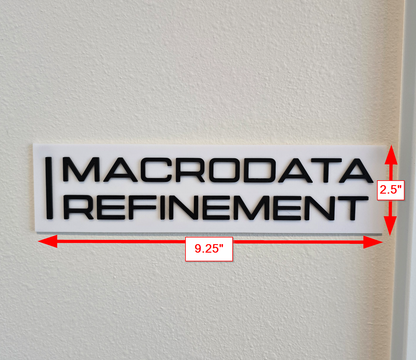 MACRODATA
REFINEMENT
2.5"
9.25"